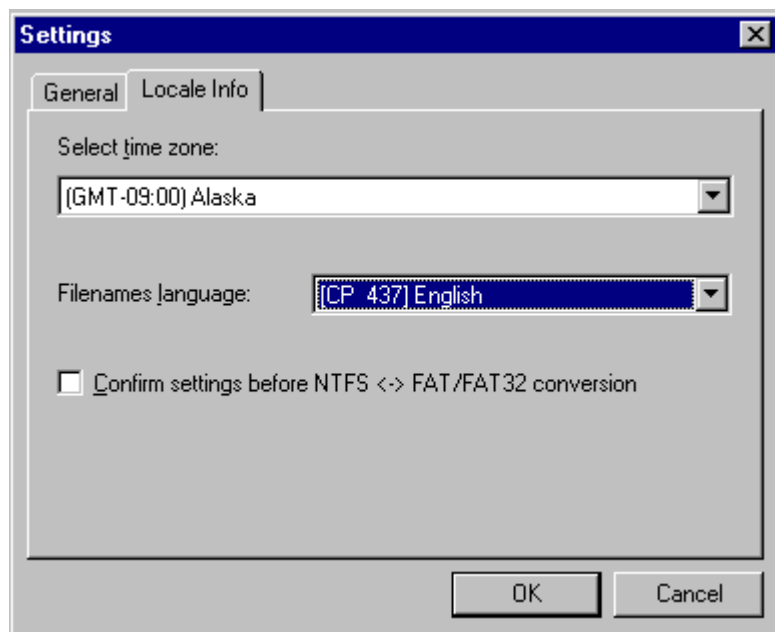 Settings
General
Locale Info
Select time zone:
(GMT-09:00) Alaska
Filenames language:
[CP 437] English
Confirm settings before NTFS <-> FAT/FAT32 conversion
OK
Cancel